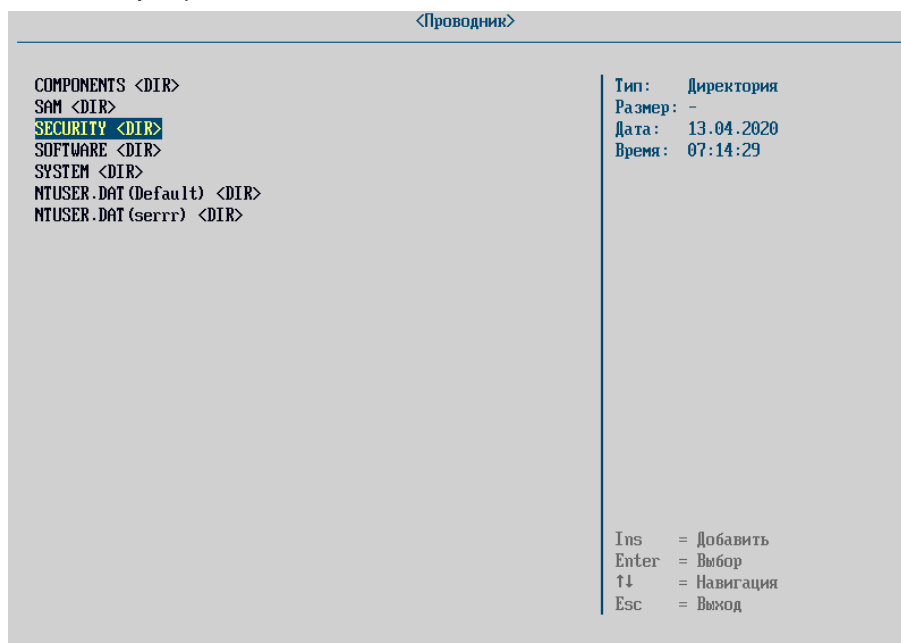 <Проводник>
COMPONENTS <DIR>
SAM <DIR>
SECURITY <DIR>
SOFTWARE <DIR>
SYSTEM <DIR>
NTUSER.DAT(Default) <DIR>
NTUSER.DAT(serrr) <DIR>
Тип: Директория
Размер: -
Дата: 13.04.2020
Время: 07:14:29
Ins = Добавить
Enter = Выбор
↑↓ = Навигация
Esc = Выход